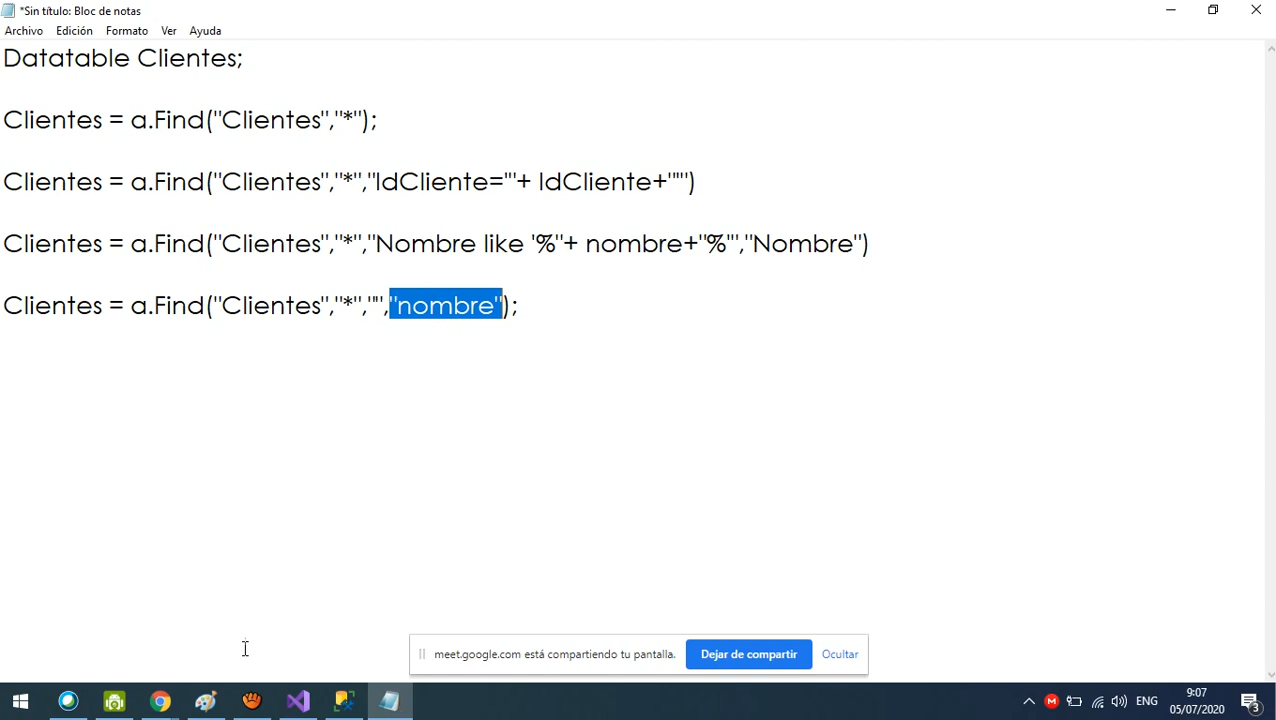 *Sin título: Bloc de notas
Archivo Edición Formato Ver Ayuda
Datatable Clientes;
Clientes = a.Find("Clientes","*");
Clientes = a.Find("Clientes","*","IdCliente='"+ IdCliente+"'")
Clientes = a.Find("Clientes","*","Nombre like '%"+ nombre+"%'","Nombre")
Clientes = a.Find("Clientes","*","","nombre");
meet.google.com está compartiendo tu pantalla. Dejar de compartir Ocultar
ENG
9:07
05/07/2020
3